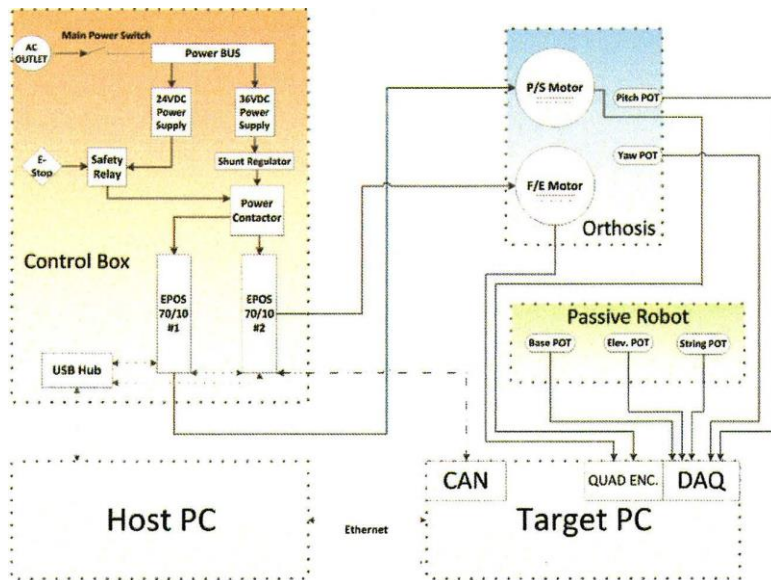 Main Power Switch
AC
OUTLET
Power BUS
24VDC
Power
Supply
36VDC
Power
Supply
E-
Stop
Safety
Relay
Shunt Regulator
Power
Contactor
Control Box
EPOS
70/10
#1
EPOS
70/10
#2
USB Hub
P/S Motor
Pitch POT
Yaw POT
F/E Motor
Orthosis
Passive Robot
Base POT
Elev. POT
String POT
CAN
QUAD ENC.
DAQ
Host PC
Ethernet
Target PC